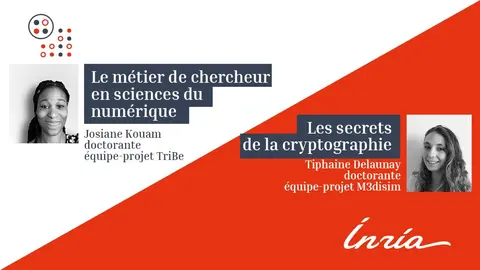 Le métier de chercheur
en sciences du
numérique
Josiane Kouam
doctorante
équipe-projet TriBe
Les secrets
de la cryptographie
Tiphaine Delaunay
doctorante
équipe-projet M3disim
Inria